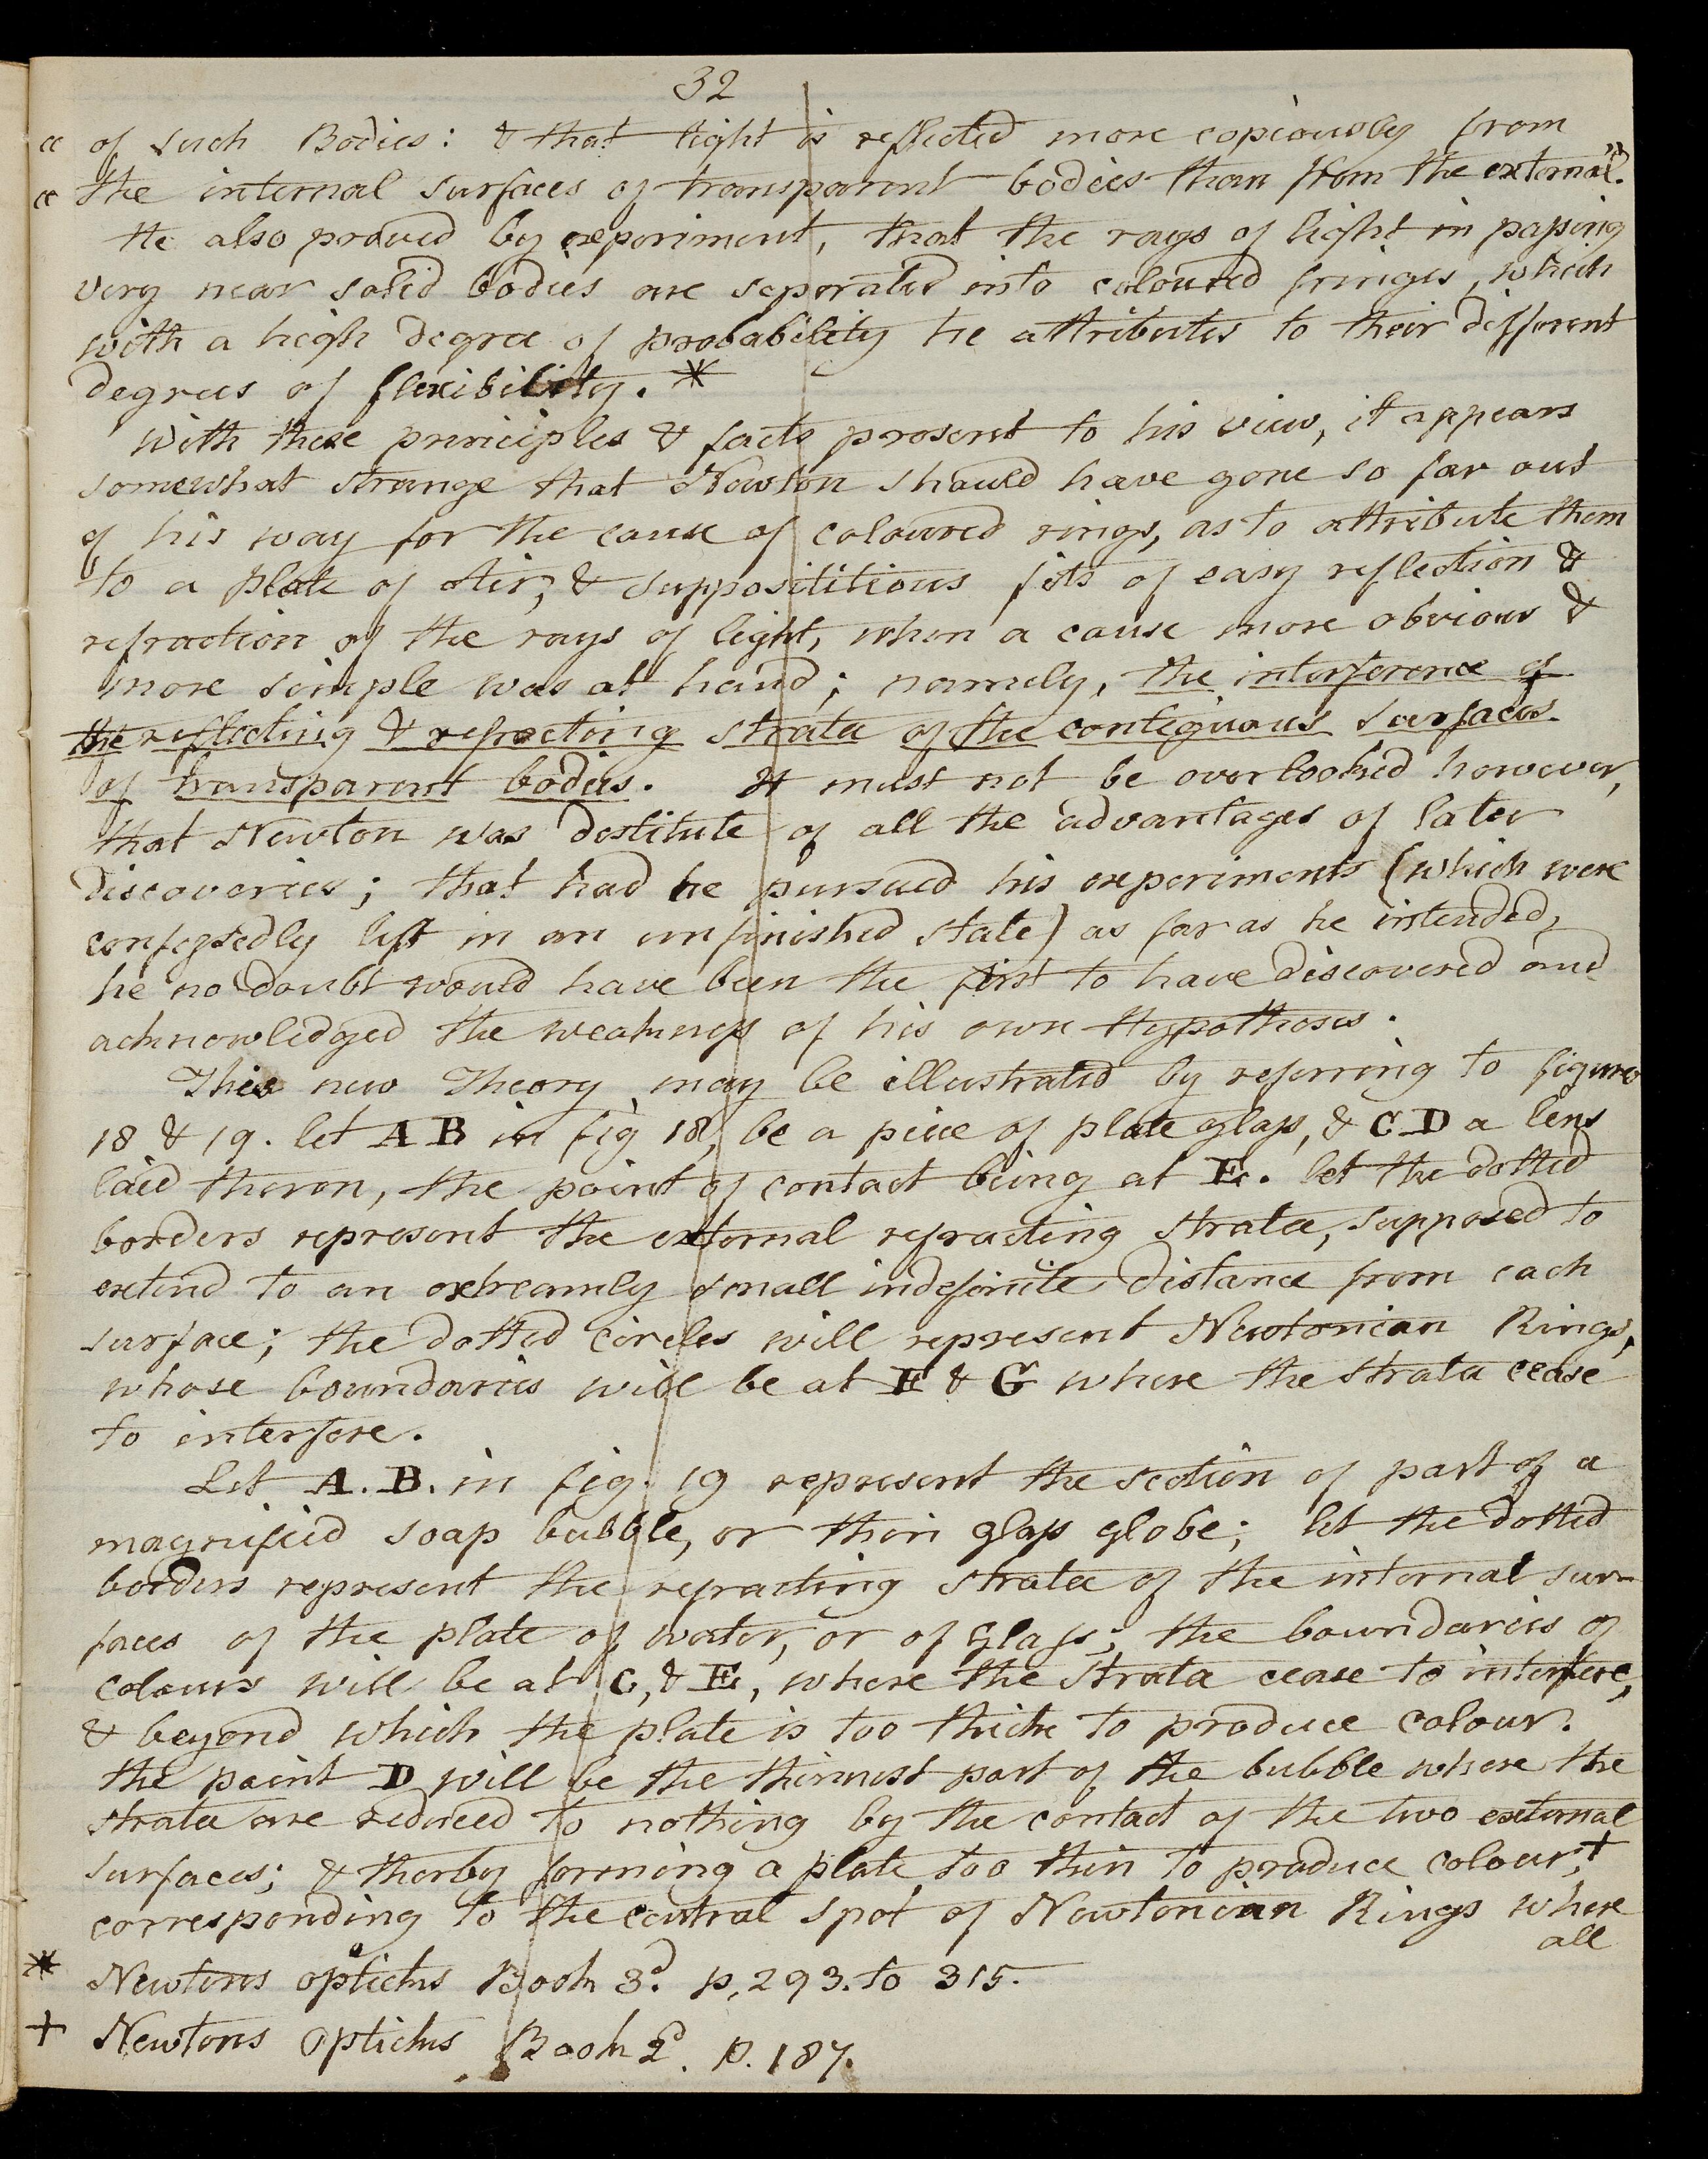 32
" of such Bodies: & that light is reflected more copiously from
" the internal surfaces of transparent bodies than from the external."
He also proved by experiment, that the rays of light in passing
very near solid bodies are seperated into coloured fringes, which
with a high degree of probability he attributes to their different
degrees of flexibility. *
With these principles & facts present to his view, it appears
somewhat strange that Newton should have gone so far out
of his way for the cause of coloured rings, as to attribute them
to a plate of Air; & supposititious fits of easy reflection &
refraction of the rays of light, when a cause more obvious &
more simple was at hand; namely, the interference of
the reflecting & refracting strata of the contiguous surfaces
of transparent bodies. It must not be overlooked however,
that Newton was destitute of all the advantages of later
discoveries; that had he pursued his experiments (which were
confessedly left in an unfinished state) as far as he intended,
he no doubt would have been the first to have discovered and
acknowledged the weakness of his own Hypothesis.
This new Theory may be illustrated by referring to figures
18 & 19. let A B in fig 18, be a piece of plate glass, & C D a lens
laid theron, the point of contact being at E. let the dotted
borders represent the external refracting strata, supposed to
extend to an extreamly small indefinite distance from each
surface; the dotted circles will represent Newtonian Rings,
whose boundaries will be at F & G where the strata cease
to interfere.
Let A. B. in fig. 19 represent the section of part of a
magnified soap bubble, or thin glass globe; let the dotted
borders represent the refracting strata of the internal sur-
faces of the plate of water, or of glass; the boundaries of
colours will be at C, & E, where the strata cease to interfere,
& beyond which the plate is too thick to produce colour.
the point D will be the thinnest part of the bubble where the
strata are reduced to nothing by the contact of the two external
surfaces; & therby forming a plate too thin to produce colour;+
corresponding to the central spot of Newtonian Rings where
all
* Newtons opticks Book 3d. p, 293. to 315.
+ Newtons opticks Book 2d. p. 187.